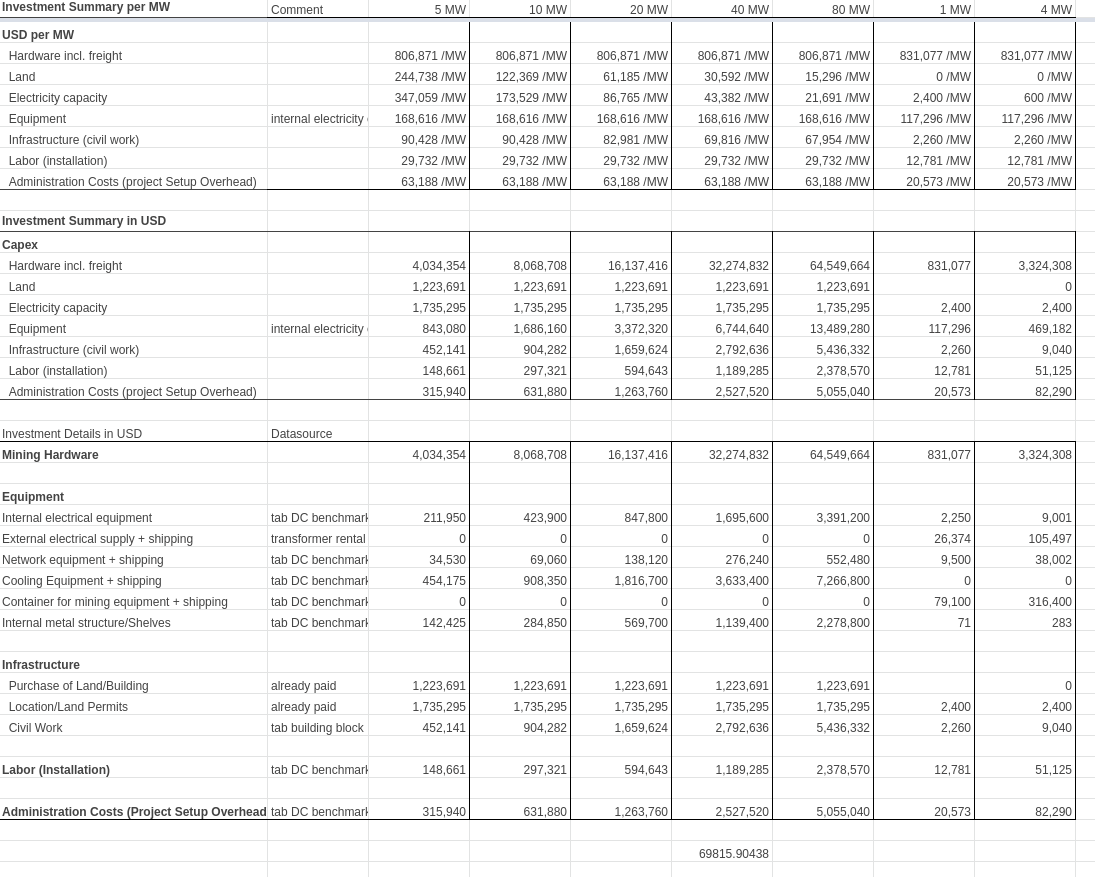 Investment Summary per MW Comment 5 MW 10 MW 20 MW 40 MW 80 MW 1 MW 4 MW
USD per MW
Hardware incl. freight 806,871 /MW 806,871 /MW 806,871 /MW 806,871 /MW 806,871 /MW 831,077 /MW 831,077 /MW
Land 244,738 /MW 122,369 /MW 61,185 /MW 30,592 /MW 15,296 /MW 0 /MW 0 /MW
Electricity capacity 347,059 /MW 173,529 /MW 86,765 /MW 43,382 /MW 21,691 /MW 2,400 /MW 600 /MW
Equipment internal electricity 168,616 /MW 168,616 /MW 168,616 /MW 168,616 /MW 168,616 /MW 117,296 /MW 117,296 /MW
Infrastructure (civil work) 90,428 /MW 90,428 /MW 82,981 /MW 69,816 /MW 67,954 /MW 2,260 /MW 2,260 /MW
Labor (installation) 29,732 /MW 29,732 /MW 29,732 /MW 29,732 /MW 29,732 /MW 12,781 /MW 12,781 /MW
Administration Costs (project Setup Overhead) 63,188 /MW 63,188 /MW 63,188 /MW 63,188 /MW 63,188 /MW 20,573 /MW 20,573 /MW
Investment Summary in USD
Capex
Hardware incl. freight 4,034,354 8,068,708 16,137,416 32,274,832 64,549,664 831,077 3,324,308
Land 1,223,691 1,223,691 1,223,691 1,223,691 1,223,691 0
Electricity capacity 1,735,295 1,735,295 1,735,295 1,735,295 1,735,295 2,400 2,400
Equipment internal electricity 843,080 1,686,160 3,372,320 6,744,640 13,489,280 117,296 469,182
Infrastructure (civil work) 452,141 904,282 1,659,624 2,792,636 5,436,332 2,260 9,040
Labor (installation) 148,661 297,321 594,643 1,189,285 2,378,570 12,781 51,125
Administration Costs (project Setup Overhead) 315,940 631,880 1,263,760 2,527,520 5,055,040 20,573 82,290
Investment Details in USD Datasource
Mining Hardware 4,034,354 8,068,708 16,137,416 32,274,832 64,549,664 831,077 3,324,308
Equipment
Internal electrical equipment tab DC benchmark 211,950 423,900 847,800 1,695,600 3,391,200 2,250 9,001
External electrical supply + shipping transformer rental 0 0 0 0 0 26,374 105,497
Network equipment + shipping tab DC benchmark 34,530 69,060 138,120 276,240 552,480 9,500 38,002
Cooling Equipment + shipping tab DC benchmark 454,175 908,350 1,816,700 3,633,400 7,266,800 0 0
Container for mining equipment + shipping tab DC benchmark 0 0 0 0 0 79,100 316,400
Internal metal structure/Shelves tab DC benchmark 142,425 284,850 569,700 1,139,400 2,278,800 71 283
Infrastructure
Purchase of Land/Building already paid 1,223,691 1,223,691 1,223,691 1,223,691 1,223,691 0
Location/Land Permits already paid 1,735,295 1,735,295 1,735,295 1,735,295 1,735,295 2,400 2,400
Civil Work tab building block 452,141 904,282 1,659,624 2,792,636 5,436,332 2,260 9,040
Labor (Installation) tab DC benchmark 148,661 297,321 594,643 1,189,285 2,378,570 12,781 51,125
Administration Costs (Project Setup Overhead tab DC benchmark 315,940 631,880 1,263,760 2,527,520 5,055,040 20,573 82,290
69815.90438